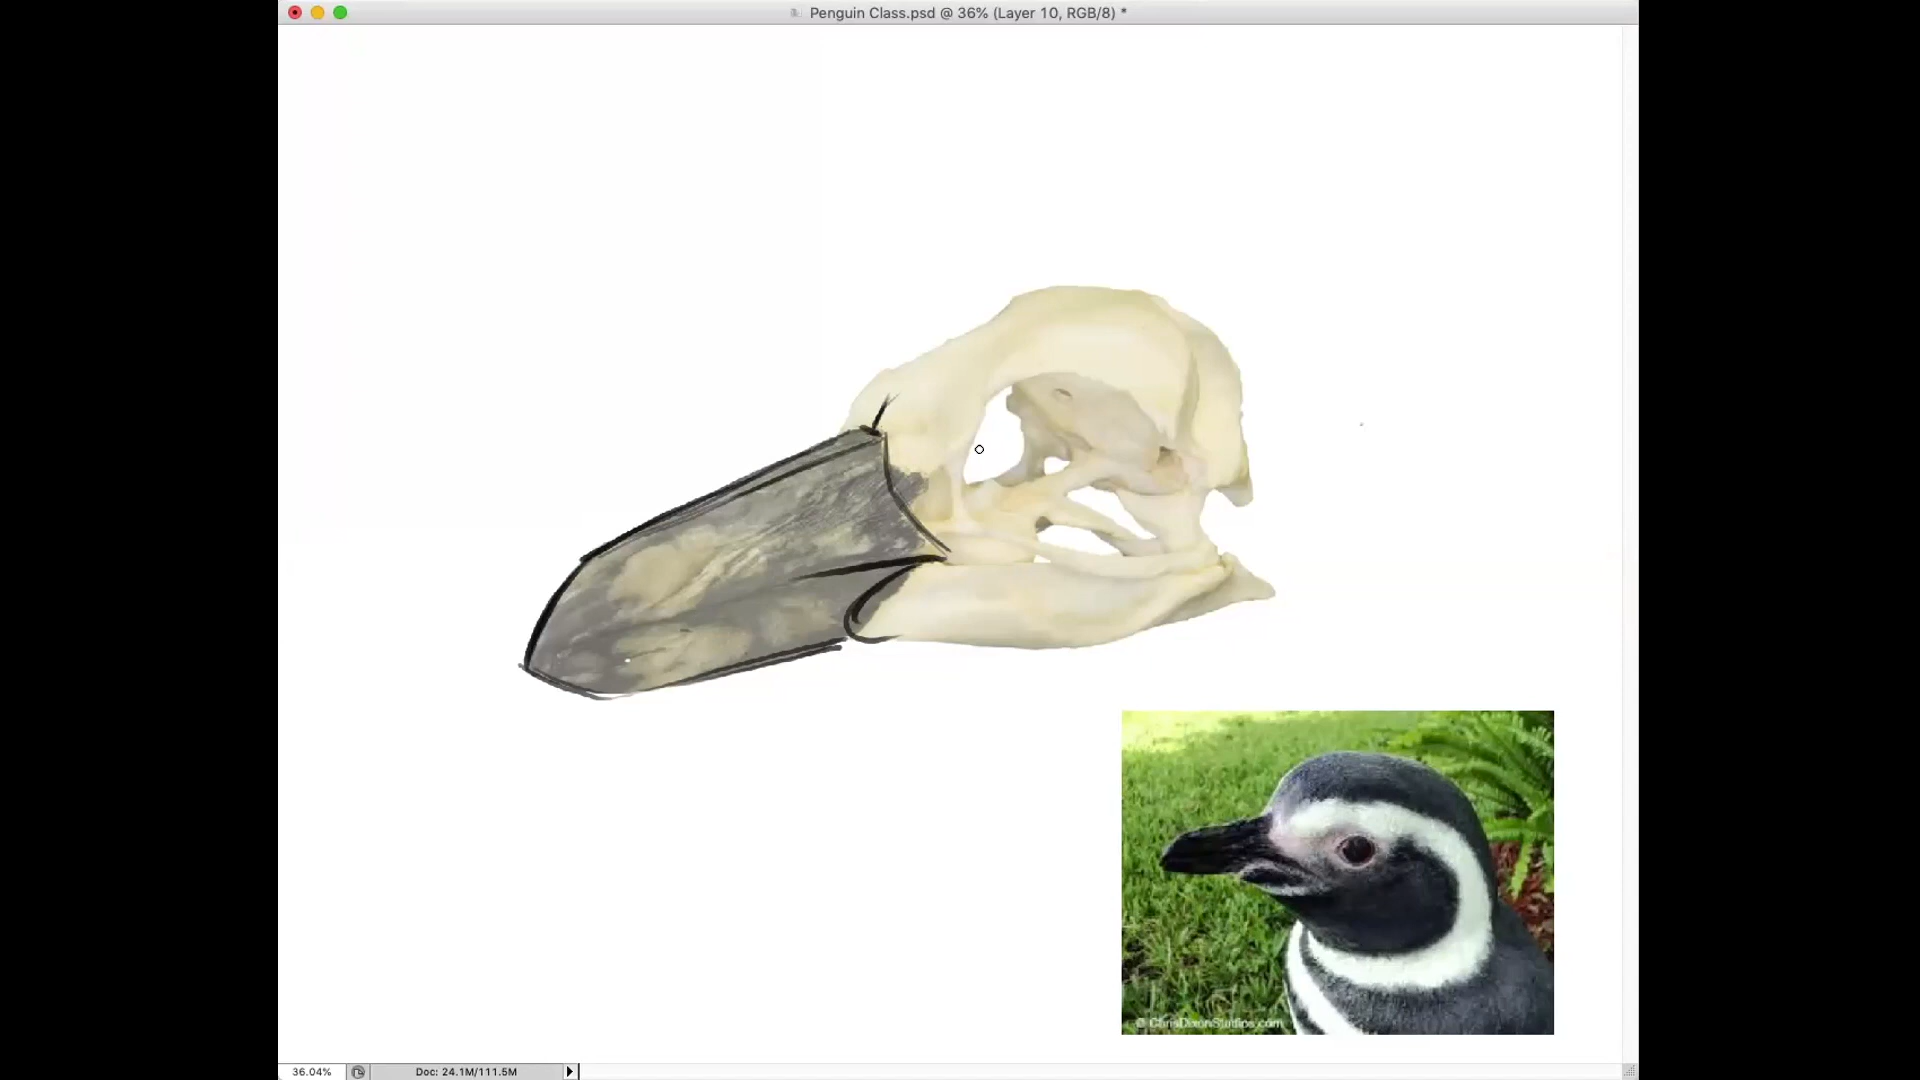 Penguin Class.psd @ 36% (Layer 10, RGB/8) *
© ChrisDixonStudios.com
36.04%
Doc: 24.1M/111.5M